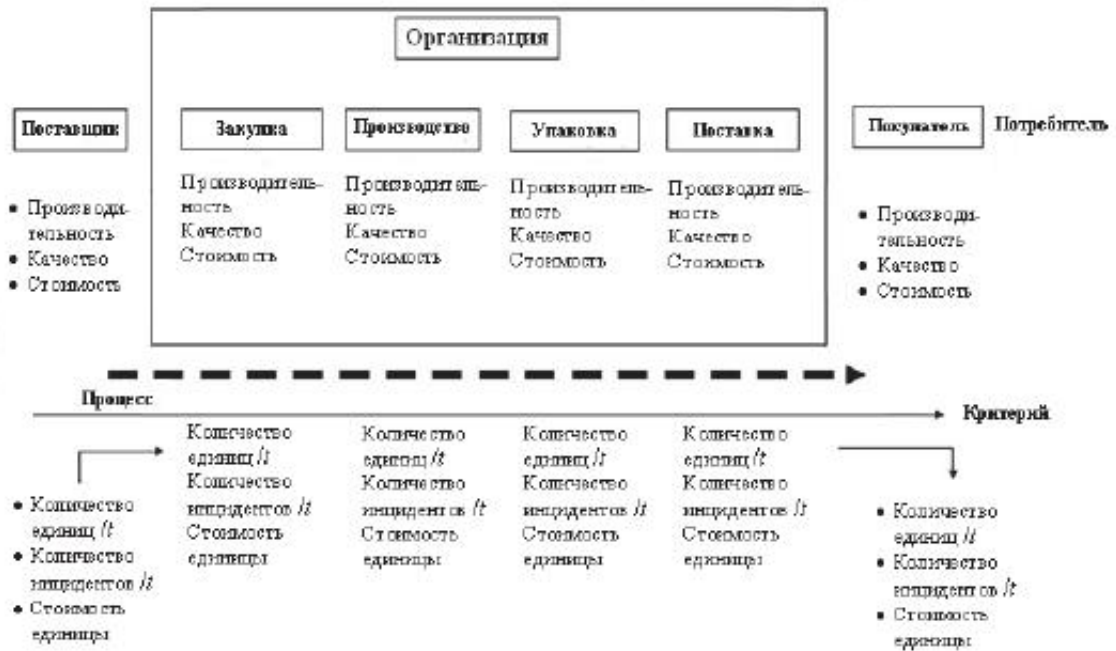 Организация
Поставщик
Закупка
Производство
Упаковка
Поставка
Покупатель
Потребитель
• Производи-
тельность
• Качество
• Стоимость
Производитель-
ность
Качество
Стоимость
Производитель-
ность
Качество
Стоимость
Производитель-
ность
Качество
Стоимость
Производитель-
ность
Качество
Стоимость
• Производи-
тельность
• Качество
• Стоимость
Процесс
Критерий
• Количество
единиц /t
• Количество
инцидентов /t
• Стоимость
единицы
Количество
единиц /t
Количество
инцидентов /t
Стоимость
единицы
Количество
единиц /t
Количество
инцидентов /t
Стоимость
единицы
Количество
единиц /t
Количество
инцидентов /t
Стоимость
единицы
Количество
единиц /t
Количество
инцидентов /t
Стоимость
единицы
• Количество
единиц /t
• Количество
инцидентов /t
• Стоимость
единицы